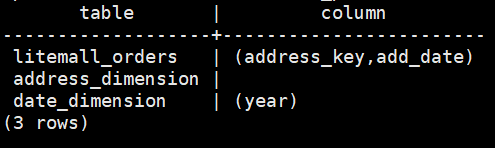 table | column
--------------------+-------------------------
litemall_orders | (address_key,add_date)
address_dimension |
date_dimension | (year)
(3 rows)